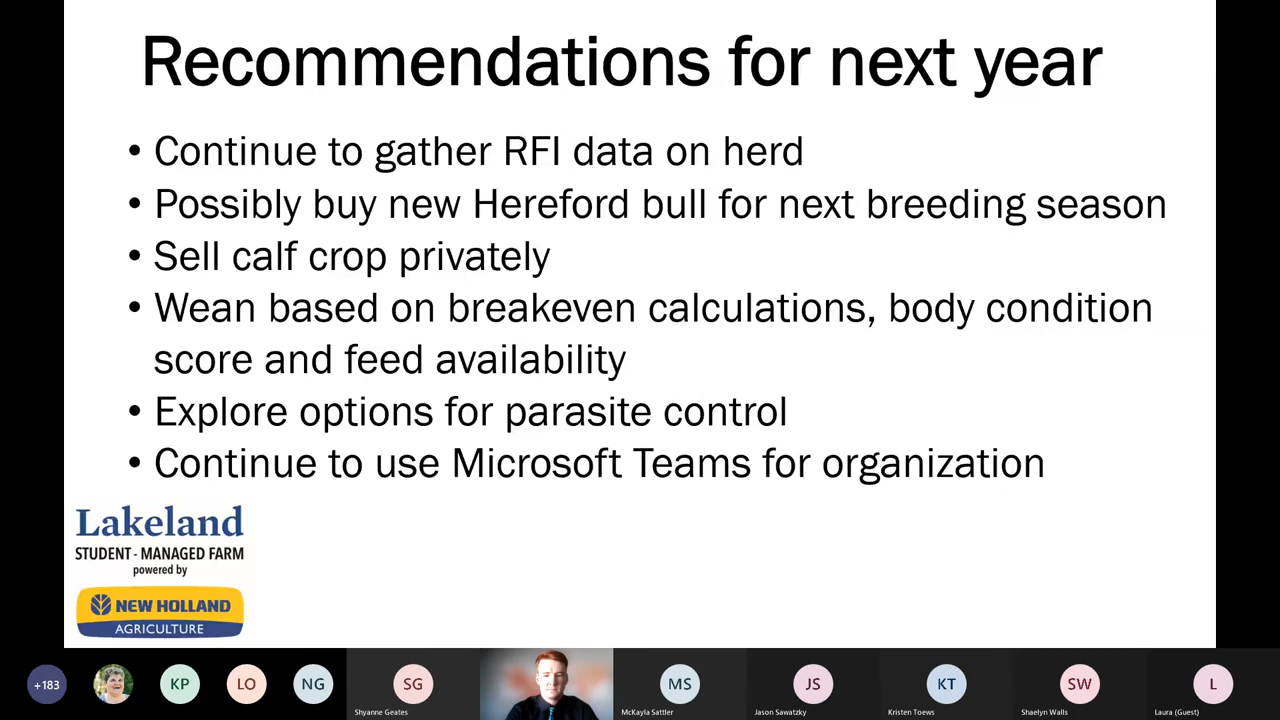 Recommendations for next year
• Continue to gather RFI data on herd
• Possibly buy new Hereford bull for next breeding season
• Sell calf crop privately
• Wean based on breakeven calculations, body condition
score and feed availability
• Explore options for parasite control
• Continue to use Microsoft Teams for organization
Lakeland
STUDENT - MANAGED FARM
powered by
NEW HOLLAND
AGRICULTURE
+183
KP
LO
NG
SG
MS
JS
KT
SW
L
Shyanne Geates
McKayla Sattler
Jason Sawatzky
Kristen Toews
Shaelyn Walls
Laura (Guest)